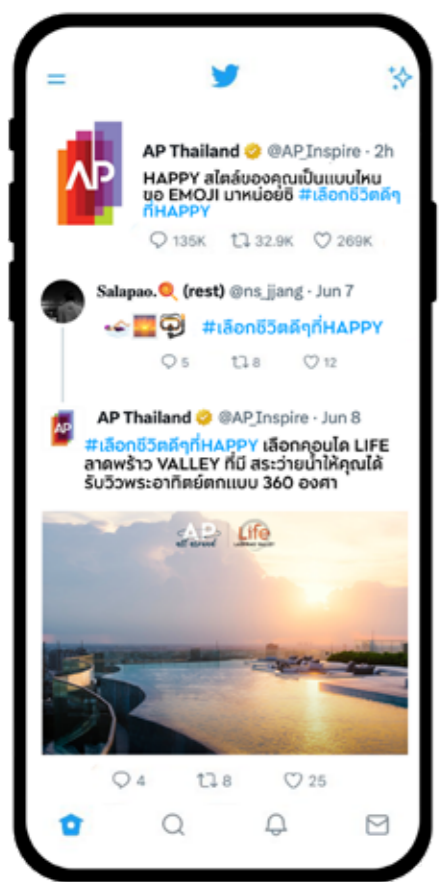 AP
AP Thailand @AP_Inspire · 2h
HAPPY สไตล์ของคุณเป็นแบบไหน
ขอ EMOJI มาหน่อยซิ #เลือกชีวิตดีๆ
ที่HAPPY
135K 32.9K 269K
Salapao. (rest) @ns_jjang · Jun 7
#เลือกชีวิตดีๆที่HAPPY
5 8 12
AP
AP Thailand @AP_Inspire · Jun 8
#เลือกชีวิตดีๆที่HAPPY เลือกคอนโด LIFE
ลาดพร้าว VALLEY ที่มี สระว่ายน้ำให้คุณได้
รับวิวพระอาทิตย์ตกแบบ 360 องศา
AP Life
4 8 25